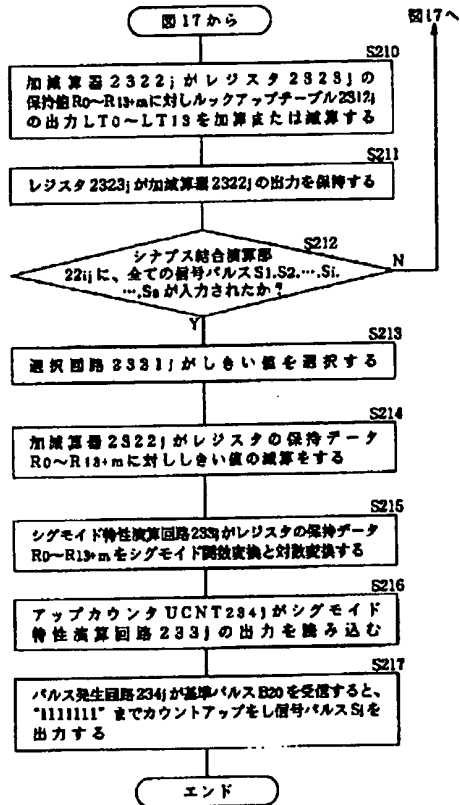 図17から
図17へ
S210
加減算器2322jがレジスタ2323jの
保持値R0~R13+mに対しルックアップテーブル2312j
の出力LT0~LT13を加算または減算する
S211
レジスタ2323jが加減算器2322jの出力を保持する
S212
シナプス結合演算部
22ijに、全ての信号パルスS1.S2.…,Si.
…,Snが入力されたか?
N
Y
S213
選択回路2321jがしきい値を選択する
S214
加減算器2322jがレジスタの保持データ
R0~R13+mに対ししきい値の減算をする
S215
シグモイド特性演算回路233jがレジスタの保持データ
R0~R13+mをシグモイド関数変換と対数変換する
S216
アップカウンタUCNT234jがシグモイド
特性演算回路233jの出力を読み込む
S217
パルス発生回路234jが基準パルスB20を受信すると、
“1111111”までカウントアップをし信号パルスSjを
出力する
エンド